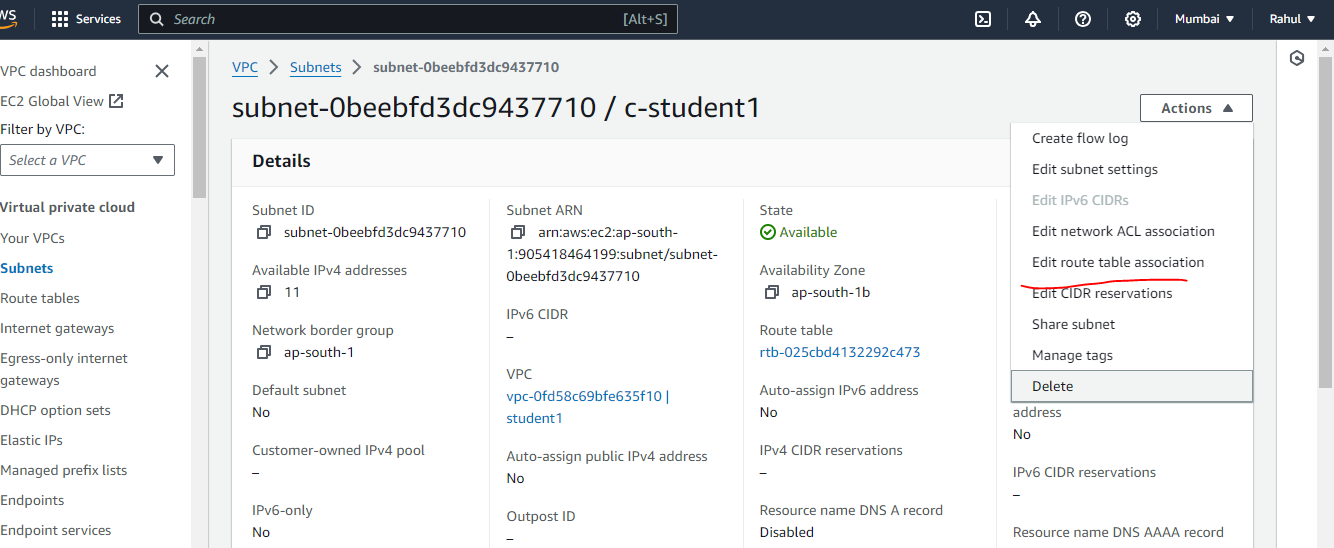 WS
Services
Search
[Alt+S]
Mumbai
Rahul
VPC dashboard
EC2 Global View
Filter by VPC:
Select a VPC
Virtual private cloud
Your VPCs
Subnets
Route tables
Internet gateways
Egress-only internet
gateways
DHCP option sets
Elastic IPs
Managed prefix lists
Endpoints
Endpoint services
VPC
Subnets
subnet-0beebfd3dc9437710
subnet-0beebfd3dc9437710 / c-student1
Actions
Create flow log
Edit subnet settings
Edit IPv6 CIDRs
Edit network ACL association
Edit route table association
Edit CIDR reservations
Share subnet
Manage tags
Delete
Details
Subnet ID
subnet-0beebfd3dc9437710
Available IPv4 addresses
11
Network border group
ap-south-1
Default subnet
No
Customer-owned IPv4 pool
–
IPv6-only
No
Subnet ARN
arn:aws:ec2:ap-south-
1:905418464199:subnet/subnet-
0beebfd3dc9437710
IPv6 CIDR
–
VPC
vpc-0fd58c69bfe635f10 |
student1
Auto-assign public IPv4 address
No
Outpost ID
–
State
Available
Availability Zone
ap-south-1b
Route table
rtb-025cbd4132292c473
Auto-assign IPv6 address
No
IPv4 CIDR reservations
–
Resource name DNS A record
Disabled
address
No
IPv6 CIDR reservations
–
Resource name DNS AAAA record